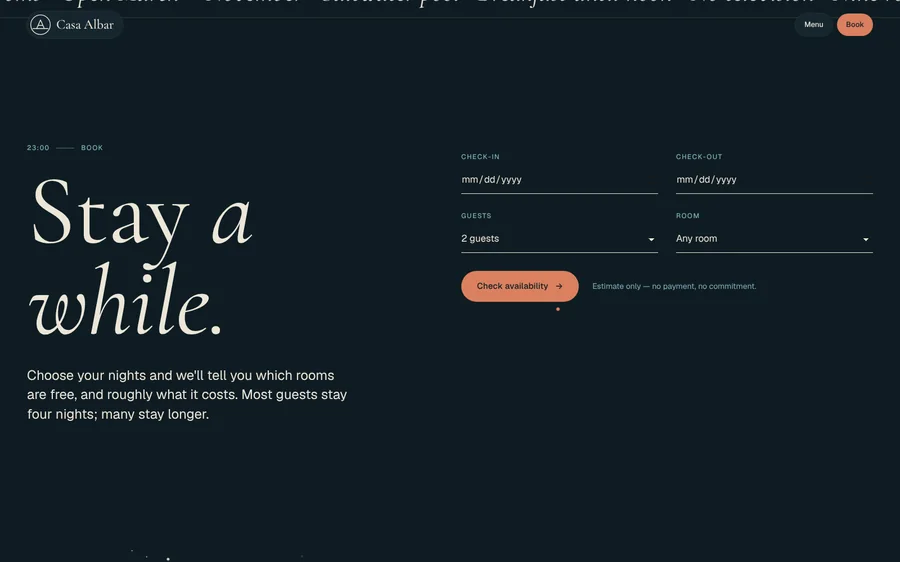 Casa Albar
Menu
Book
23:00 BOOK
Stay a
while.
Choose your nights and we'll tell you which rooms
are free, and roughly what it costs. Most guests stay
four nights; many stay longer.
CHECK-IN
CHECK-OUT
mm/dd/yyyy
mm/dd/yyyy
GUESTS
ROOM
2 guests
Any room
Check availability →
Estimate only — no payment, no commitment.